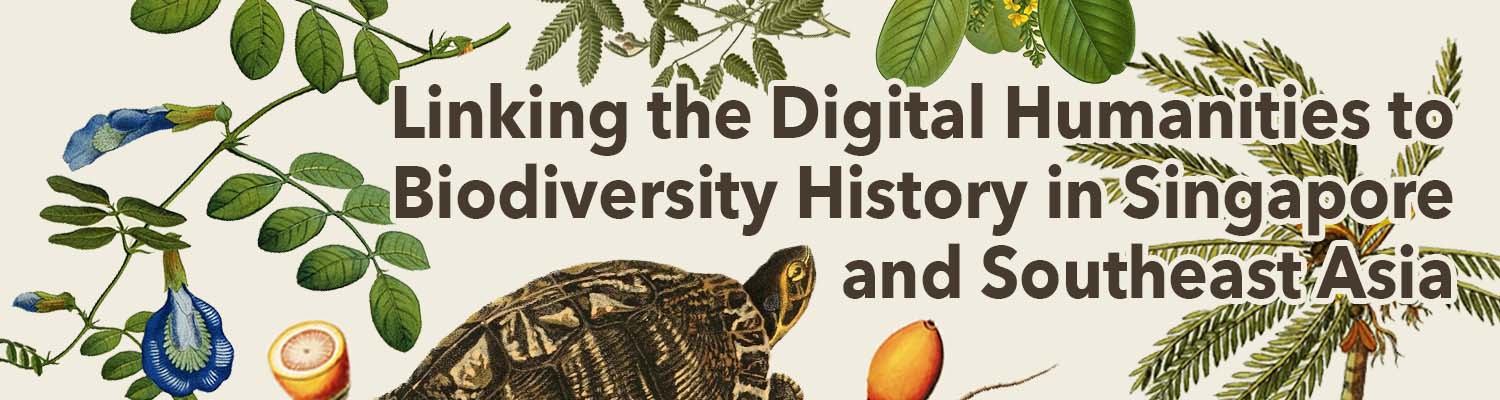 Linking the Digital Humanities to
Biodiversity History in Singapore
and Southeast Asia